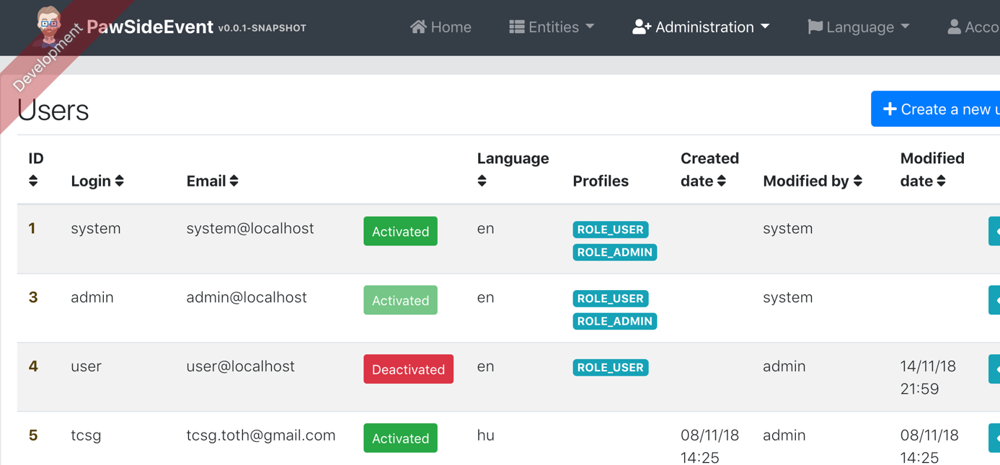 Development
PawSideEvent v0.0.1-SNAPSHOT Home Entities Administration Language Acco
Users
Create a new u
ID Login Email Language Profiles Created date Modified by Modified date
1 system system@localhost Activated en ROLE_USER ROLE_ADMIN system
3 admin admin@localhost Activated en ROLE_USER ROLE_ADMIN system
4 user user@localhost Deactivated en ROLE_USER admin 14/11/18 21:59
5 tcsg tcsg.toth@gmail.com Activated hu 08/11/18 14:25 admin 08/11/18 14:25